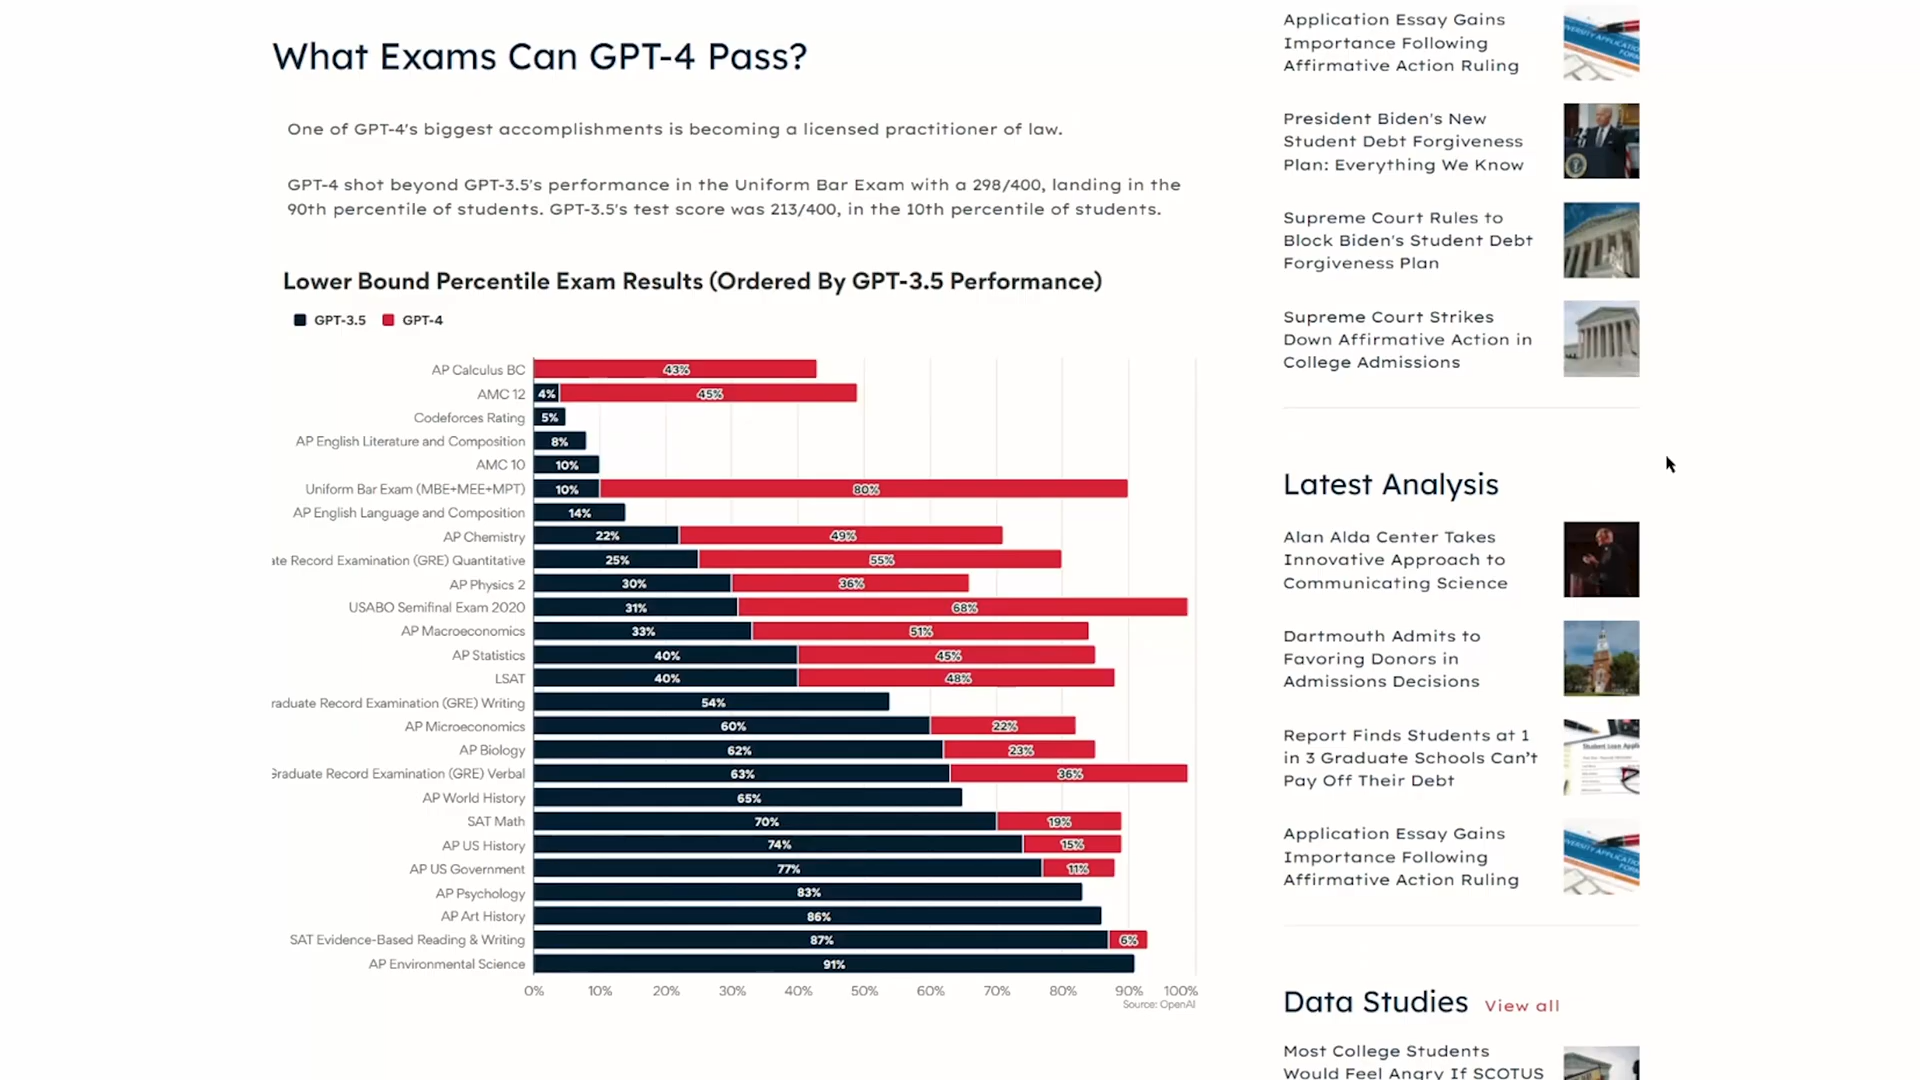 What Exams Can GPT-4 Pass?
One of GPT-4's biggest accomplishments is becoming a licensed practitioner of law.
GPT-4 shot beyond GPT-3.5's performance in the Uniform Bar Exam with a 298/400, landing in the
90th percentile of students. GPT-3.5's test score was 213/400, in the 10th percentile of students.
Lower Bound Percentile Exam Results (Ordered By GPT-3.5 Performance)
GPT-3.5 GPT-4
AP Calculus BC 43%
AMC 12 4% 45%
Codeforces Rating 5%
AP English Literature and Composition 8%
AMC 10 10%
Uniform Bar Exam (MBE+MEE+MPT) 10% 80%
AP English Language and Composition 14%
AP Chemistry 22% 49%
ate Record Examination (GRE) Quantitative 25% 55%
AP Physics 2 30% 36%
USABO Semifinal Exam 2020 31% 68%
AP Macroeconomics 33% 51%
AP Statistics 40% 45%
LSAT 40% 48%
raduate Record Examination (GRE) Writing 54%
AP Microeconomics 60% 22%
AP Biology 62% 23%
Graduate Record Examination (GRE) Verbal 63% 36%
AP World History 65%
SAT Math 70% 19%
AP US History 74% 15%
AP US Government 77% 11%
AP Psychology 83%
AP Art History 86%
SAT Evidence-Based Reading & Writing 87% 6%
AP Environmental Science 91%
0% 10% 20% 30% 40% 50% 60% 70% 80% 90% 100%
Source: OpenAI
Application Essay Gains
Importance Following
Affirmative Action Ruling
President Biden's New
Student Debt Forgiveness
Plan: Everything We Know
Supreme Court Rules to
Block Biden's Student Debt
Forgiveness Plan
Supreme Court Strikes
Down Affirmative Action in
College Admissions
Latest Analysis
Alan Alda Center Takes
Innovative Approach to
Communicating Science
Dartmouth Admits to
Favoring Donors in
Admissions Decisions
Report Finds Students at 1
in 3 Graduate Schools Can't
Pay Off Their Debt
Application Essay Gains
Importance Following
Affirmative Action Ruling
Data Studies View all
Most College Students
Would Feel Angry If SCOTUS